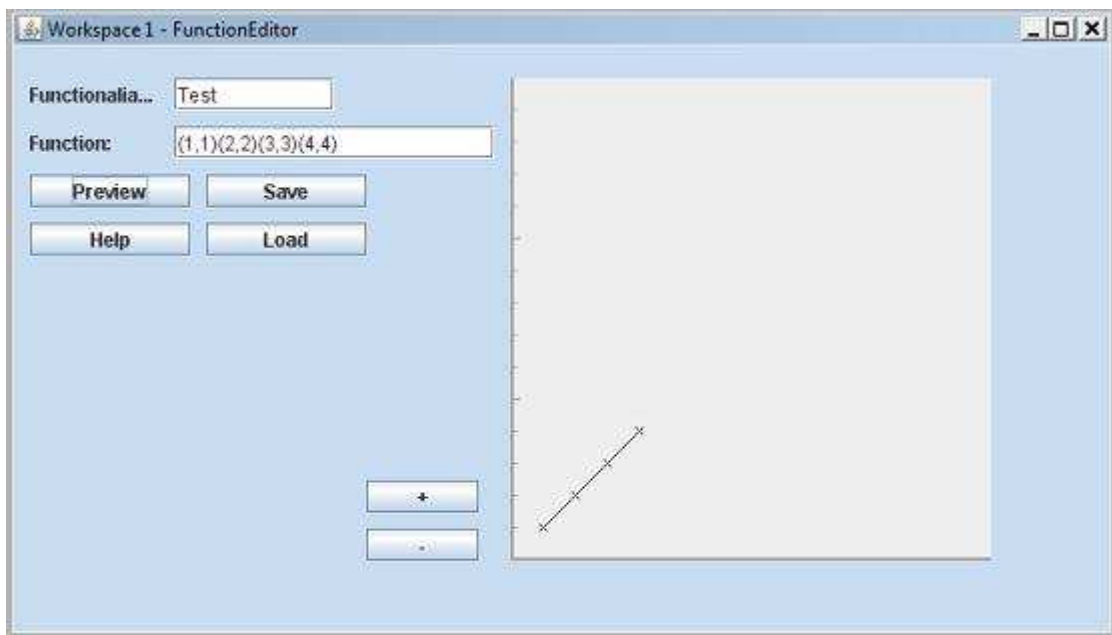 Workspace 1 - FunctionEditor
Functionalia... Test
Function: (1,1)(2,2)(3,3)(4,4)
Preview Save
Help Load
+
-